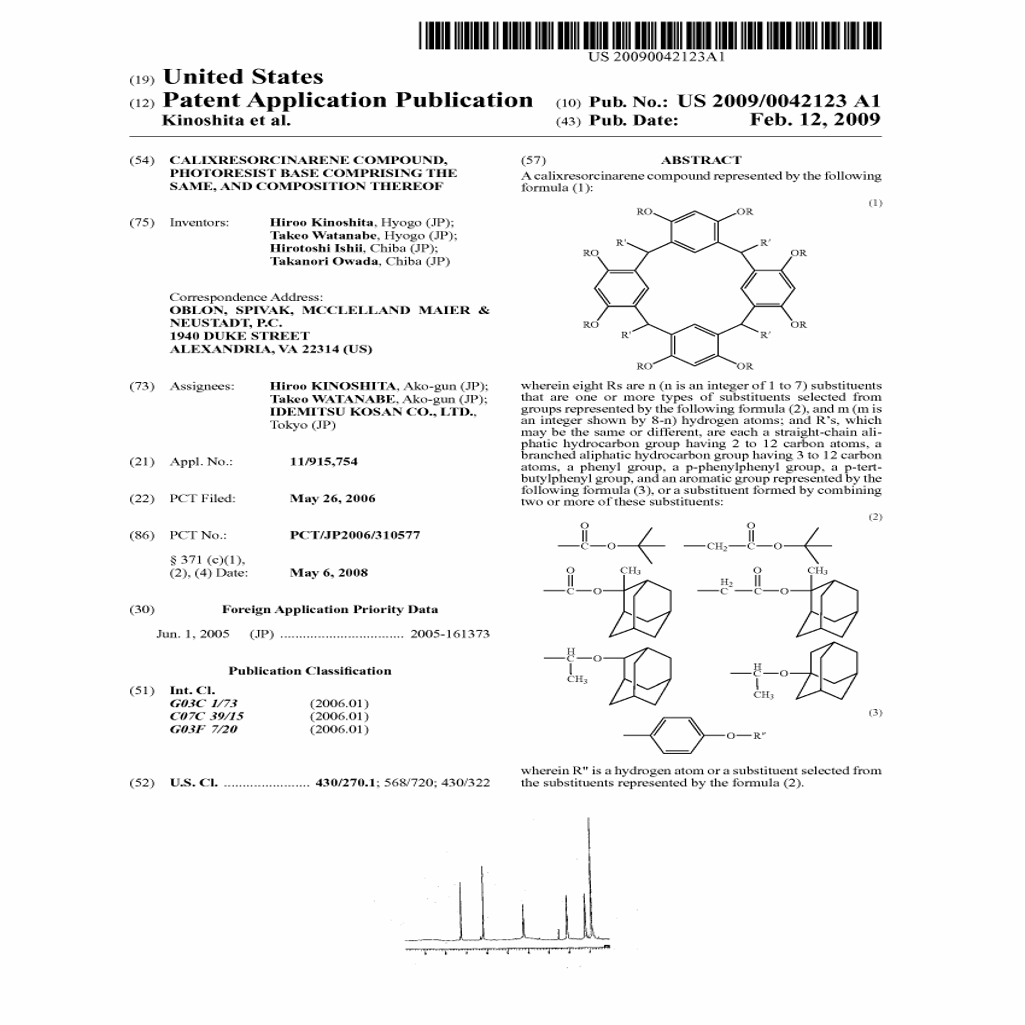 US 20090042123A1
(19) United States
(12) Patent Application Publication
Kinoshita et al.
(10) Pub. No.: US 2009/0042123 A1
(43) Pub. Date: Feb. 12, 2009
(54) CALIXRESORCINARENE COMPOUND,
PHOTORESIST BASE COMPRISING THE
SAME, AND COMPOSITION THEREOF
(75) Inventors: Hiroo Kinoshita, Hyogo (JP);
Takeo Watanabe, Hyogo (JP);
Hirotoshi Ishii, Chiba (JP);
Takanori Owada, Chiba (JP)
Correspondence Address:
OBLON, SPIVAK, MCCLELLAND MAIER &
NEUSTADT, P.C.
1940 DUKE STREET
ALEXANDRIA, VA 22314 (US)
(73) Assignees: Hiroo KINOSHITA, Ako-gun (JP);
Takeo WATANABE, Ako-gun (JP);
IDEMITSU KOSAN CO., LTD.,
Tokyo (JP)
(21) Appl. No.: 11/915,754
(22) PCT Filed: May 26, 2006
(86) PCT No.: PCT/JP2006/310577
§ 371 (c)(1),
(2), (4) Date: May 6, 2008
(30) Foreign Application Priority Data
Jun. 1, 2005 (JP) ................................. 2005-161373
Publication Classification
(51) Int. Cl.
G03C 1/73 (2006.01)
C07C 39/15 (2006.01)
G03F 7/20 (2006.01)
(52) U.S. Cl. ....................... 430/270.1; 568/720; 430/322
(57) ABSTRACT
A calixresorcinarene compound represented by the following
formula (1):
(1)
RO OR
R' R'
RO OR
RO OR
R' R'
RO OR
wherein eight Rs are n (n is an integer of 1 to 7) substituents
that are one or more types of substituents selected from
groups represented by the following formula (2), and m (m is
an integer shown by 8-n) hydrogen atoms; and R's, which
may be the same or different, are each a straight-chain ali-
phatic hydrocarbon group having 2 to 12 carbon atoms, a
branched aliphatic hydrocarbon group having 3 to 12 carbon
atoms, a phenyl group, a p-phenylphenyl group, a p-tert-
butylphenyl group, and an aromatic group represented by the
following formula (3), or a substituent formed by combining
two or more of these substituents:
(2)
O O
C O CH2 C O
O CH3 H2 O CH3
C O C C O
H H
C O C O
CH3 CH3
(3)
O R"
wherein R" is a hydrogen atom or a substituent selected from
the substituents represented by the formula (2).